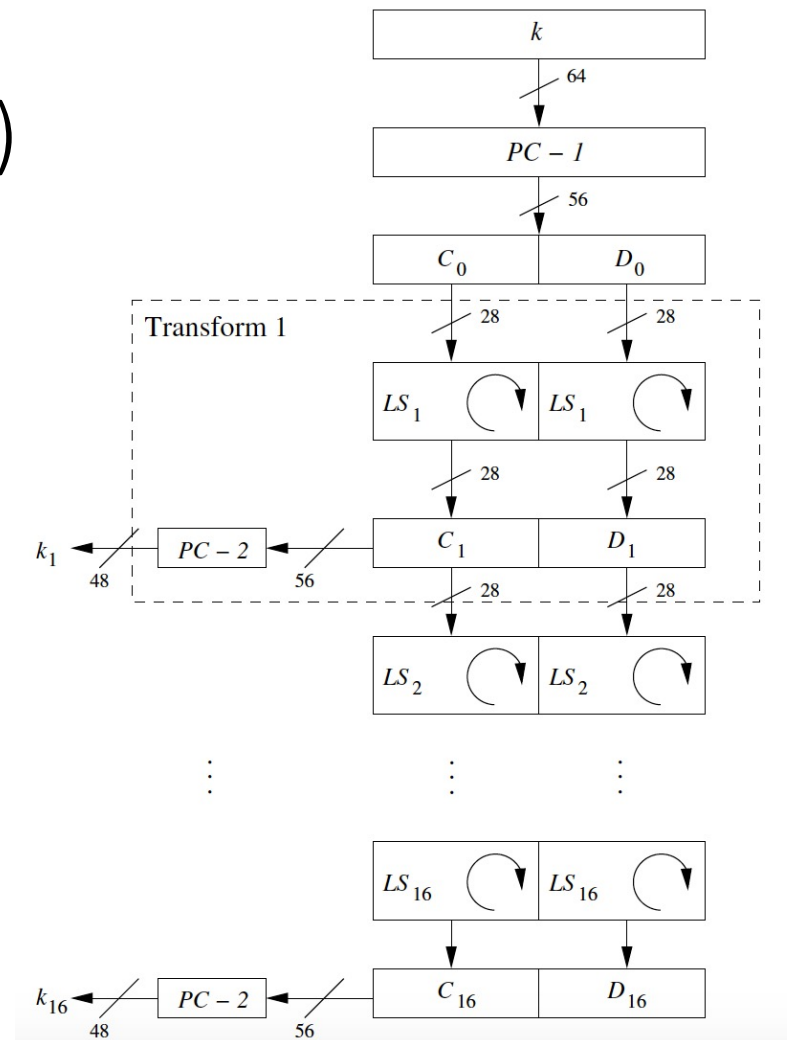 k
64
)
PC – 1
56
C0 D0
Transform 1
28 28
LS1 LS1
28 28
k1 PC – 2 C1 D1
48 56
28 28
LS2 LS2
⋮ ⋮ ⋮
LS16 LS16
k16 PC – 2 C16 D16
48 56